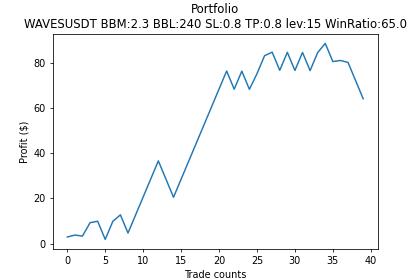 Portfolio
WAVESUSDT BBM:2.3 BBL:240 SL:0.8 TP:0.8 lev:15 WinRatio:65.0
80
60
40
20
0
Profit ($)
0 5 10 15 20 25 30 35 40
Trade counts